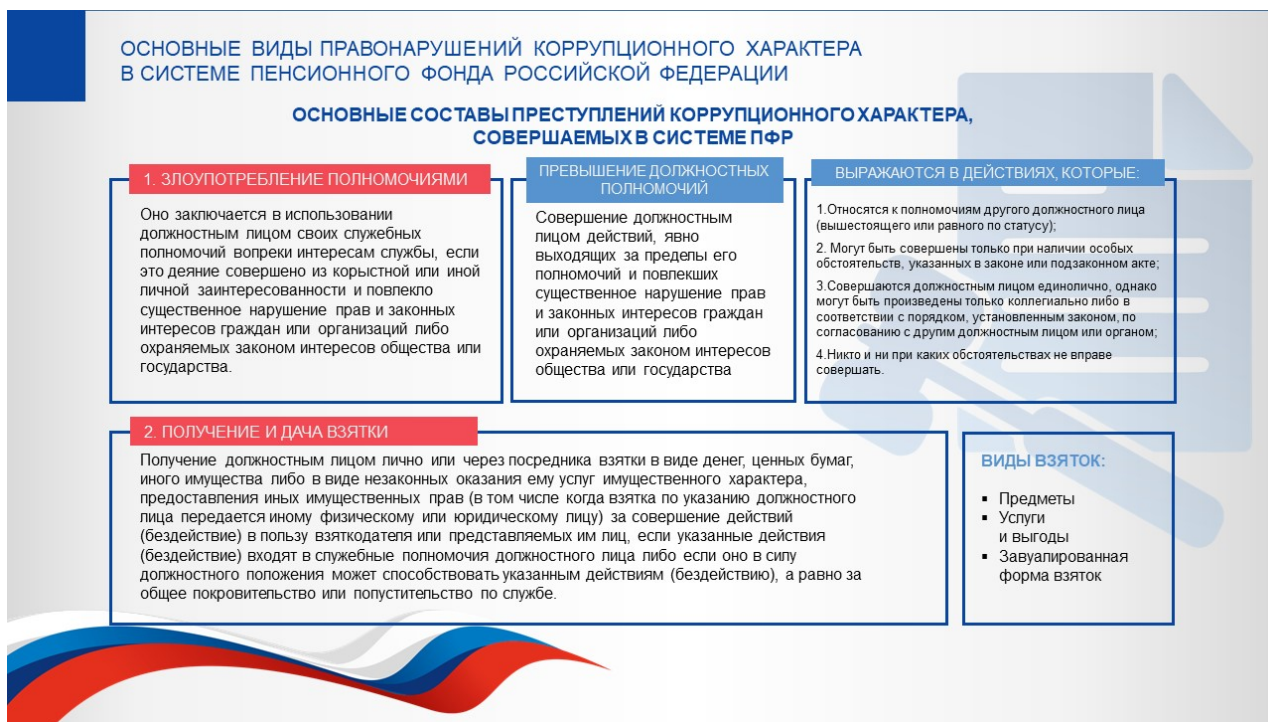 ОСНОВНЫЕ ВИДЫ ПРАВОНАРУШЕНИЙ КОРРУПЦИОННОГО ХАРАКТЕРА
В СИСТЕМЕ ПЕНСИОННОГО ФОНДА РОССИЙСКОЙ ФЕДЕРАЦИИ
ОСНОВНЫЕ СОСТАВЫ ПРЕСТУПЛЕНИЙ КОРРУПЦИОННОГО ХАРАКТЕРА,
СОВЕРШАЕМЫХ В СИСТЕМЕ ПФР
1. ЗЛОУПОТРЕБЛЕНИЕ ПОЛНОМОЧИЯМИ
Оно заключается в использовании
должностным лицом своих служебных
полномочий вопреки интересам службы, если
это деяние совершено из корыстной или иной
личной заинтересованности и повлекло
существенное нарушение прав и законных
интересов граждан или организаций либо
охраняемых законом интересов общества или
государства.
ПРЕВЫШЕНИЕ ДОЛЖНОСТНЫХ
ПОЛНОМОЧИЙ
Совершение должностным
лицом действий, явно
выходящих за пределы его
полномочий и повлекших
существенное нарушение прав
и законных интересов граждан
или организаций либо
охраняемых законом интересов
общества или государства
ВЫРАЖАЮТСЯ В ДЕЙСТВИЯХ, КОТОРЫЕ:
1.Относятся к полномочиям другого должностного лица
(вышестоящего или равного по статусу);
2. Могут быть совершены только при наличии особых
обстоятельств, указанных в законе или подзаконном акте;
3.Совершаются должностным лицом единолично, однако
могут быть произведены только коллегиально либо в
соответствии с порядком, установленным законом, по
согласованию с другим должностным лицом или органом;
4.Никто и ни при каких обстоятельствах не вправе
совершать.
2. ПОЛУЧЕНИЕ И ДАЧА ВЗЯТКИ
Получение должностным лицом лично или через посредника взятки в виде денег, ценных бумаг,
иного имущества либо в виде незаконных оказания ему услуг имущественного характера,
предоставления иных имущественных прав (в том числе когда взятка по указанию должностного
лица передается иному физическому или юридическому лицу) за совершение действий
(бездействие) в пользу взяткодателя или представляемых им лиц, если указанные действия
(бездействие) входят в служебные полномочия должностного лица либо если оно в силу
должностного положения может способствовать указанным действиям (бездействию), а равно за
общее покровительство или попустительство по службе.
ВИДЫ ВЗЯТОК:
▪ Предметы
▪ Услуги
и выгоды
▪ Завуалированная
форма взяток